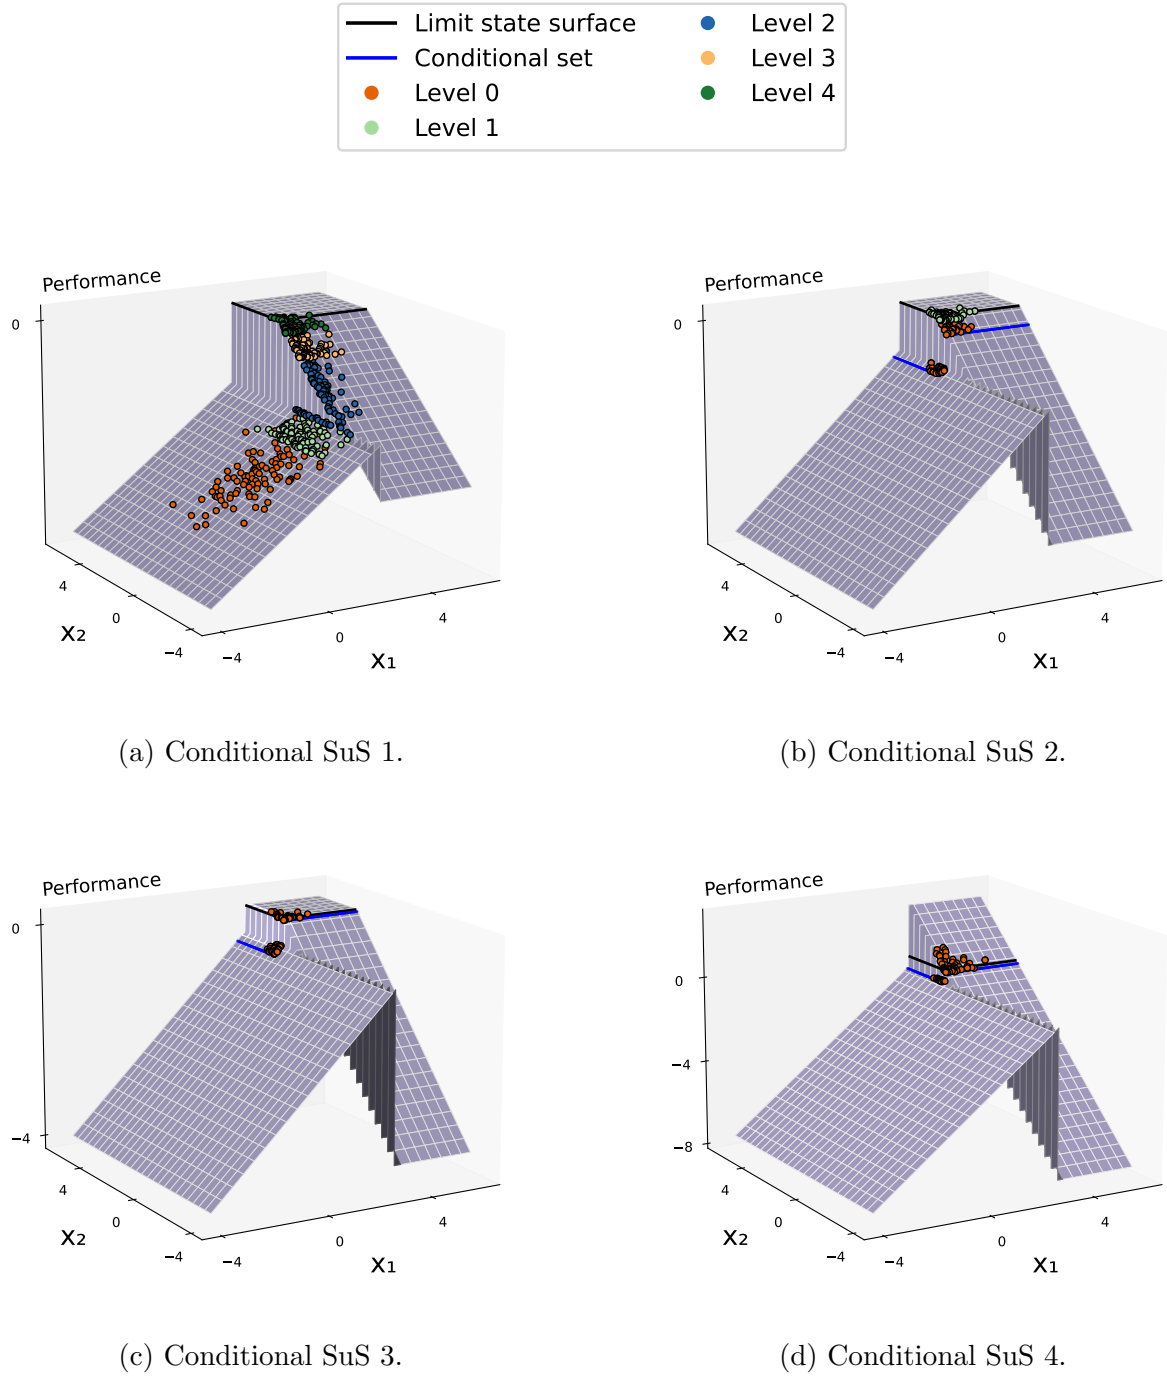 Limit state surface
Conditional set
Level 0
Level 1
Level 2
Level 3
Level 4
Performance
0
4
0
−4
X₂
−4
0
4
X₁
(a) Conditional SuS 1.
Performance
0
4
0
−4
X₂
−4
0
4
X₁
(b) Conditional SuS 2.
Performance
0
−4
4
0
−4
X₂
−4
0
4
X₁
(c) Conditional SuS 3.
Performance
0
−4
−8
4
0
−4
X₂
−4
0
4
X₁
(d) Conditional SuS 4.